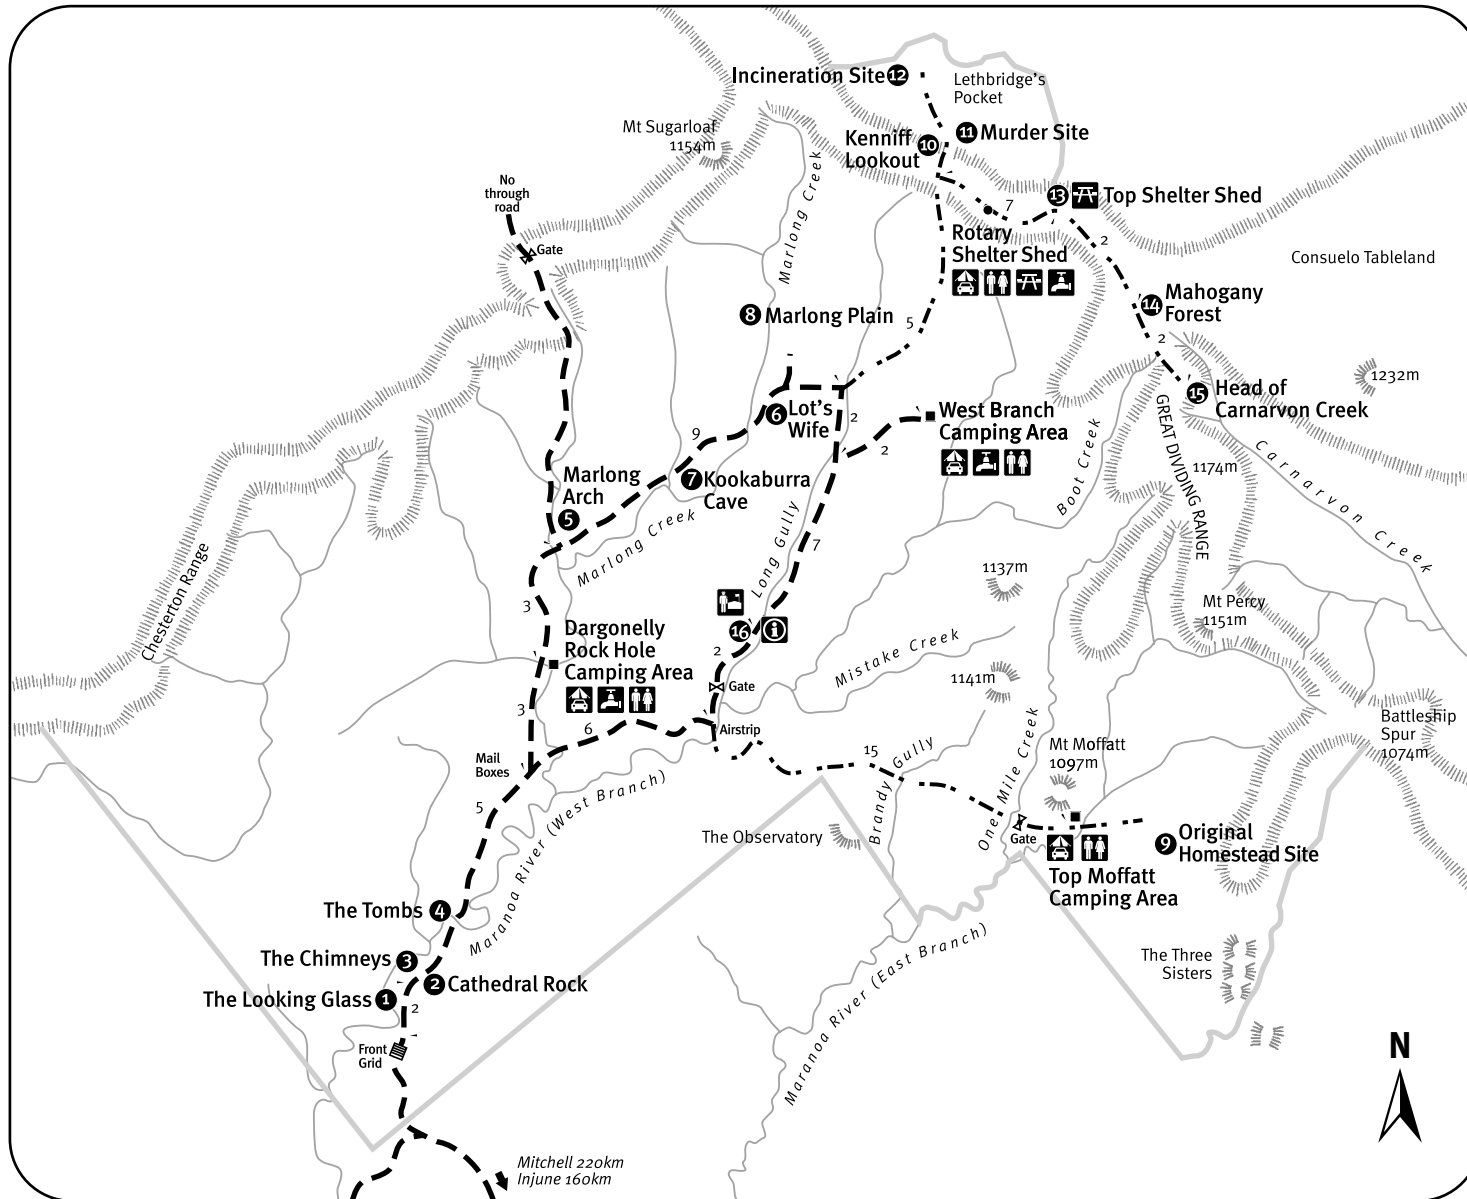 Incineration Site 12
Lethbridge's
Pocket
Mt Sugarloaf
1154m
Kenniff
Lookout 10
11 Murder Site
Marlong Creek
No
through
road
Gate
13 Top Shelter Shed
7
2
Rotary
Shelter Shed
Consuelo Tableland
8 Marlong Plain
5
14 Mahogany
Forest
2
1232m
15 Head of
Carnarvon Creek
6 Lot's
Wife
2
West Branch
Camping Area
2
9
7 Kookaburra
Cave
Marlong
Arch
5
Marlong Creek
Long Gully
7
Boot Creek
GREAT DIVIDING RANGE
1174m
Carnarvon Creek
Chesterton Range
1137m
Mt Percy
1151m
3
Dargonelly
Rock Hole
Camping Area
16
2
Gate
Mistake Creek
1141m
3
6
Airstrip
Mail
Boxes
15
Brandy Gully
One Mile Creek
Mt Moffatt
1097m
Battleship
Spur
1074m
5
Maranoa River (West Branch)
The Observatory
Gate
9 Original
Homestead Site
Top Moffatt
Camping Area
The Tombs 4
The Chimneys 3
2 Cathedral Rock
The Looking Glass 1
2
Front
Grid
Maranoa River (East Branch)
The Three
Sisters
N
Mitchell 220km
Injune 160km